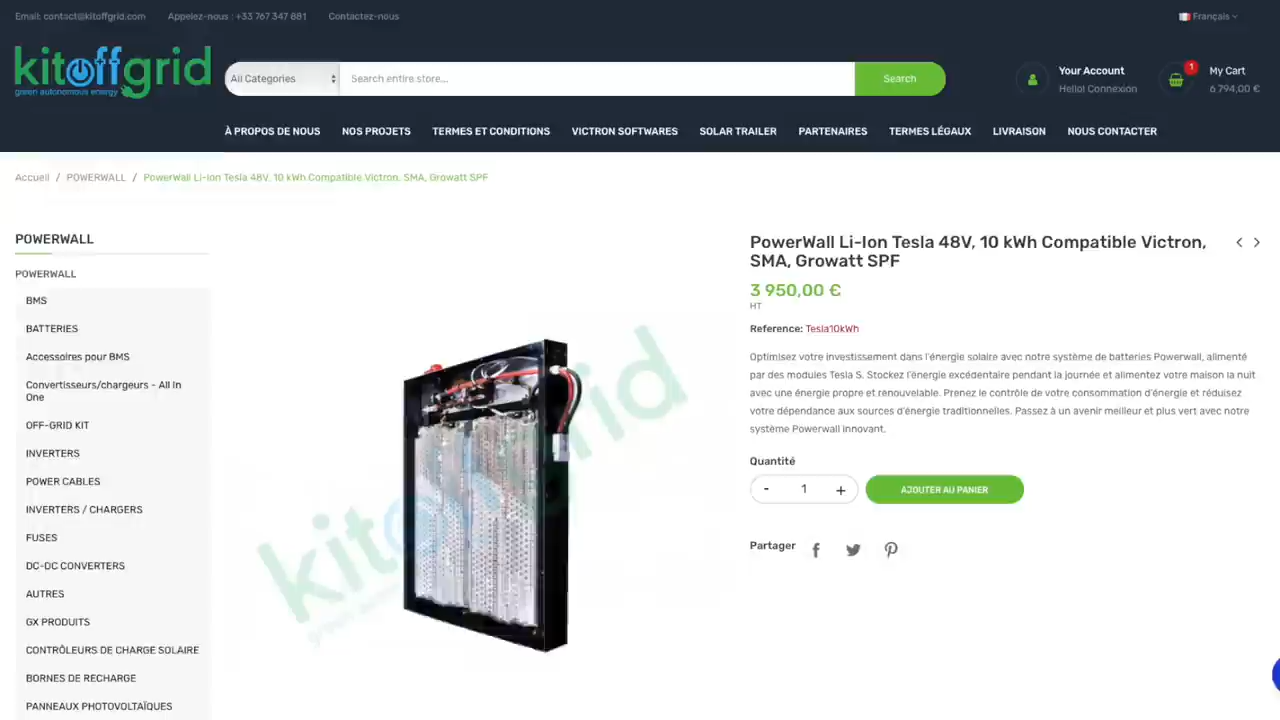 Email: contact@kitoffgrid.com Appelez-nous : +33 767 347 881 Contactez-nous Français
kitoffgrid
green autonomous energy
All Categories Search entire store... Search
Your Account
Hello! Connexion
1
My Cart
6 794,00 €
À PROPOS DE NOUS NOS PROJETS TERMES ET CONDITIONS VICTRON SOFTWARES SOLAR TRAILER PARTENAIRES TERMES LÉGAUX LIVRAISON NOUS CONTACTER
Accueil / POWERWALL / PowerWall Li-Ion Tesla 48V, 10 kWh Compatible Victron, SMA, Growatt SPF
POWERWALL
POWERWALL
BMS
BATTERIES
Accessoires pour BMS
Convertisseurs/chargeurs - All In
One
OFF-GRID KIT
INVERTERS
POWER CABLES
INVERTERS / CHARGERS
FUSES
DC-DC CONVERTERS
AUTRES
GX PRODUITS
CONTRÔLEURS DE CHARGE SOLAIRE
BORNES DE RECHARGE
PANNEAUX PHOTOVOLTAÏQUES
kitoffgrid
PowerWall Li-Ion Tesla 48V, 10 kWh Compatible Victron,
SMA, Growatt SPF
3 950,00 €
HT
Reference: Tesla10kWh
Optimisez votre investissement dans l'énergie solaire avec notre système de batteries Powerwall, alimenté
par des modules Tesla S. Stockez l'énergie excédentaire pendant la journée et alimentez votre maison la nuit
avec une énergie propre et renouvelable. Prenez le contrôle de votre consommation d'énergie et réduisez
votre dépendance aux sources d'énergie traditionnelles. Passez à un avenir meilleur et plus vert avec notre
système Powerwall innovant.
Quantité
- 1 +
AJOUTER AU PANIER
Partager